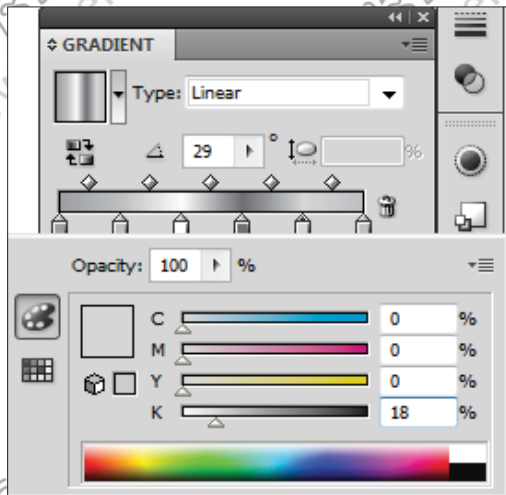 GRADIENT
Type: Linear
29 ° %
Opacity: 100 %
C 0 %
M 0 %
Y 0 %
K 18 %